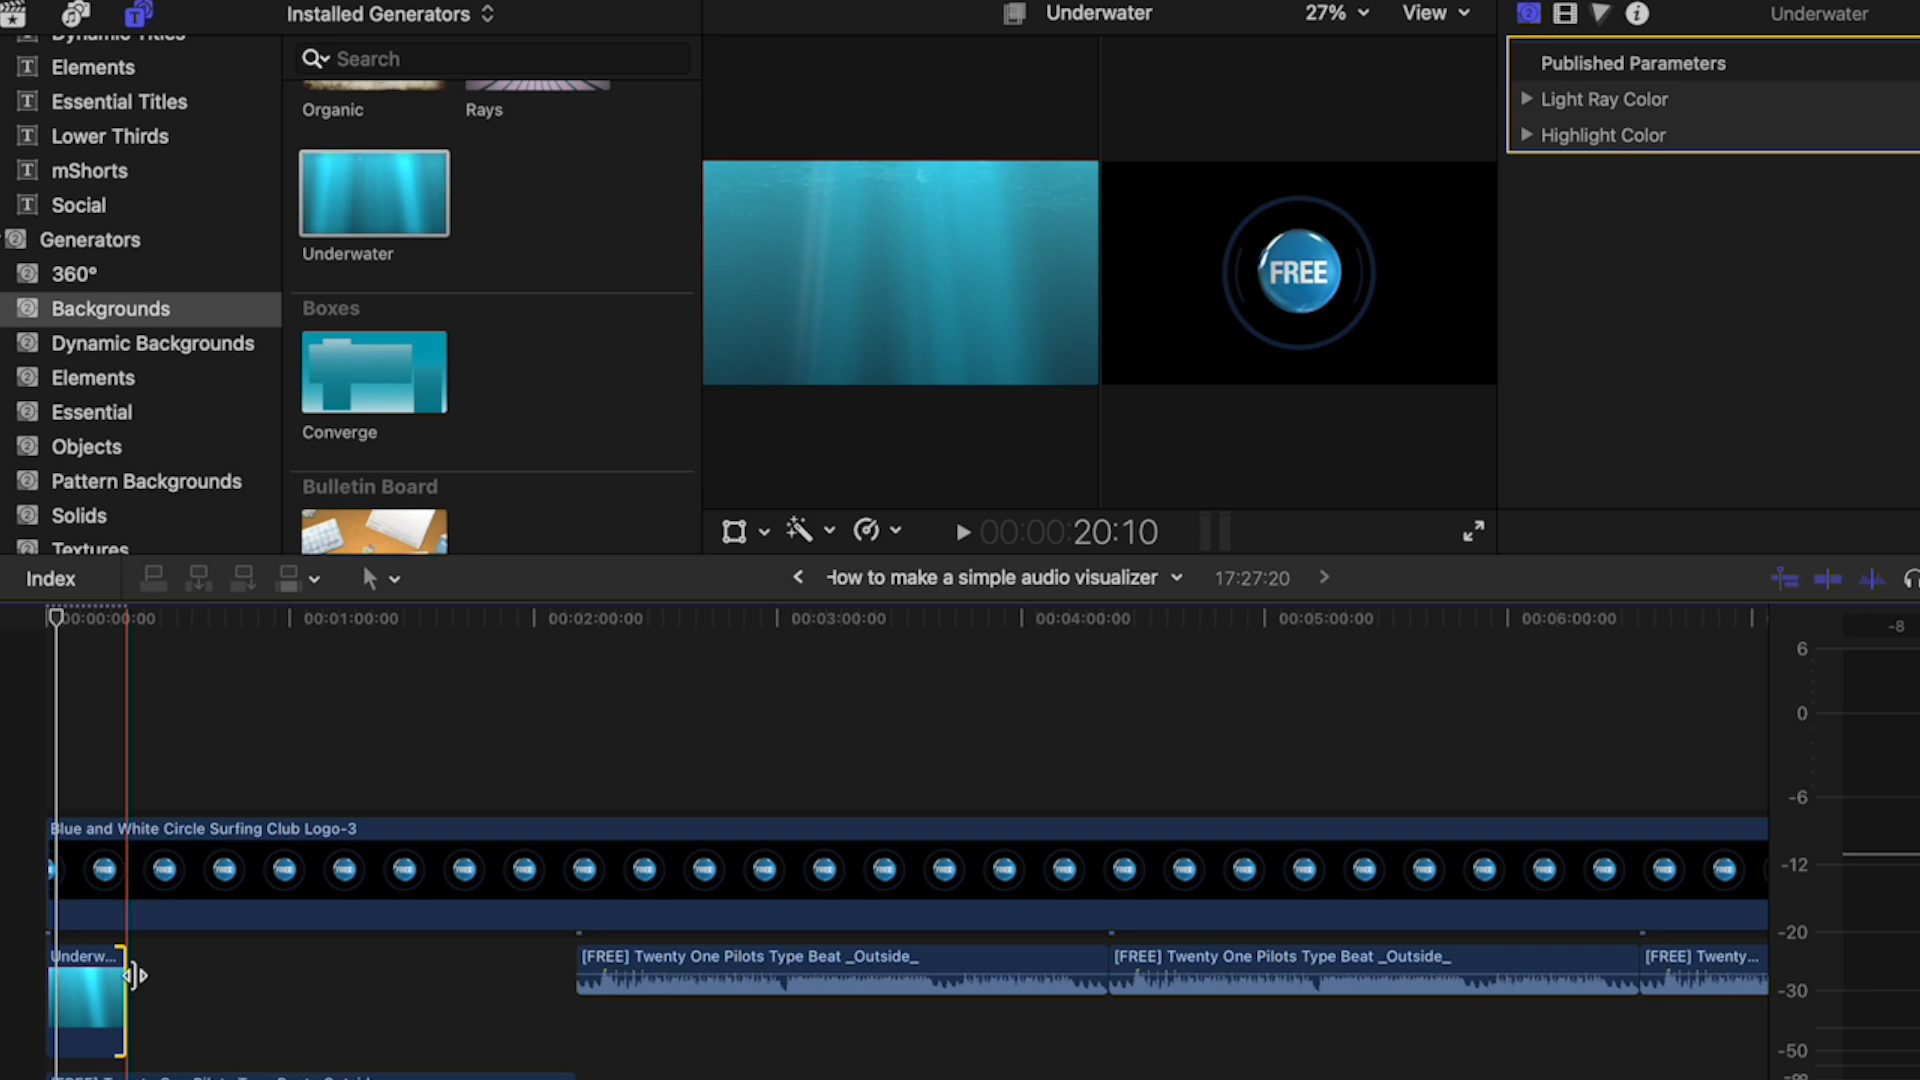 Installed Generators
Underwater
27%
View
Underwater
Dynamic Titles
Elements
Essential Titles
Lower Thirds
mShorts
Social
Generators
360°
Backgrounds
Dynamic Backgrounds
Elements
Essential
Objects
Pattern Backgrounds
Solids
Textures
Search
Organic
Rays
Underwater
Boxes
Converge
Bulletin Board
FREE
Published Parameters
Light Ray Color
Highlight Color
00:00:20:10
Index
How to make a simple audio visualizer
17:27:20
00:00:00:00
00:01:00:00
00:02:00:00
00:03:00:00
00:04:00:00
00:05:00:00
00:06:00:00
-8
6
0
-6
-12
-20
-30
-50
-∞
Blue and White Circle Surfing Club Logo-3
Underw...
[FREE] Twenty One Pilots Type Beat _Outside_
[FREE] Twenty One Pilots Type Beat _Outside_
[FREE] Twenty...